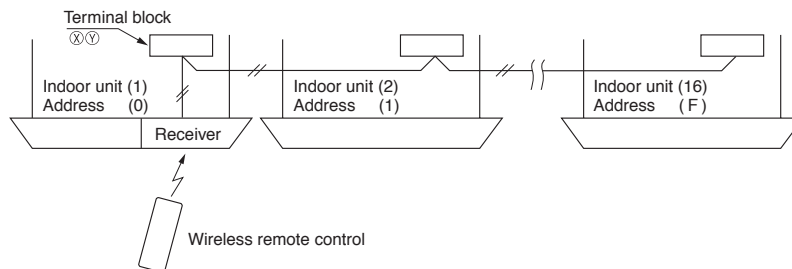 Terminal block
Ⓧ Ⓨ
Indoor unit (1)
Address (0)
Indoor unit (2)
Address (1)
Indoor unit (16)
Address (F)
Receiver
Wireless remote control